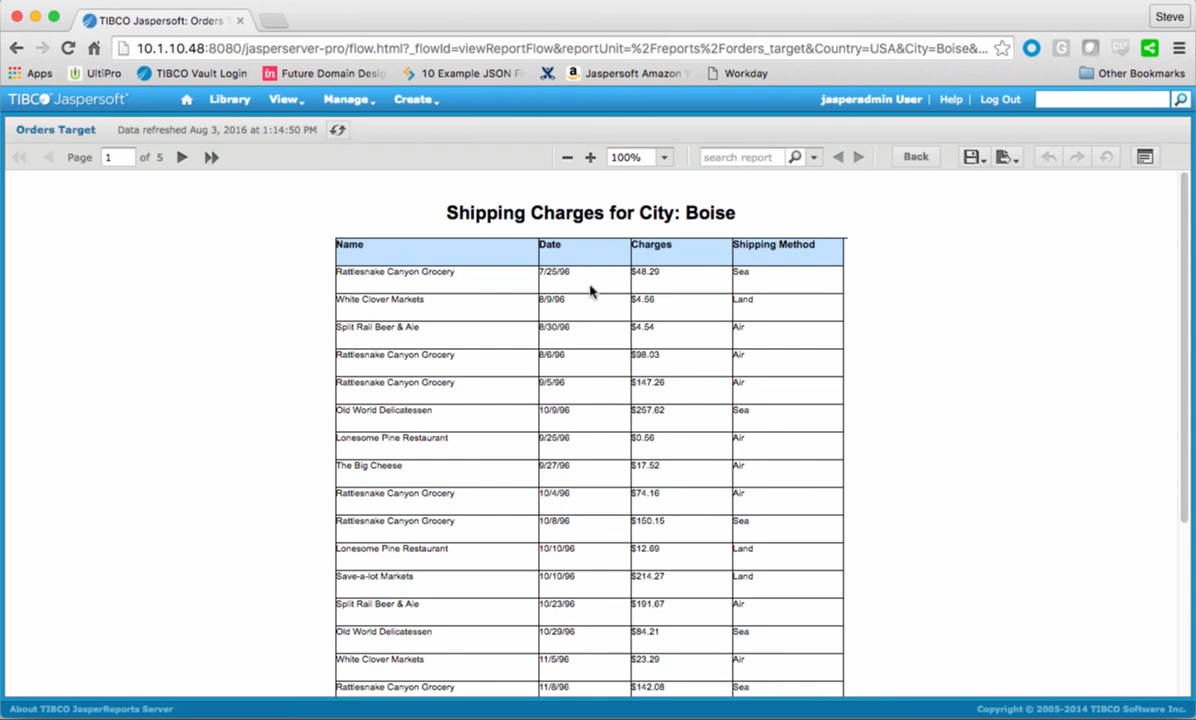 TIBCO Jaspersoft: Orders
Steve
10.1.10.48:8080/jasperserver-pro/flow.html?_flowId=viewReportFlow&reportUnit=%2Freports%2Forders_target&Country=USA&City=Boise&...
Apps UltiPro TIBCO Vault Login Future Domain Desig 10 Example JSON F Jaspersoft Amazon Workday Other Bookmarks
TIBCO Jaspersoft Library View Manage Create jasperadmin User Help Log Out
Orders Target Data refreshed Aug 3, 2016 at 1:14:50 PM
Page 1 of 5 100% search report Back
Shipping Charges for City: Boise
Name Date Charges Shipping Method
Rattlesnake Canyon Grocery 7/25/96 $48.29 Sea
White Clover Markets 8/9/96 $4.56 Land
Split Rail Beer & Ale 8/30/96 $4.54 Air
Rattlesnake Canyon Grocery 8/6/96 $98.03 Air
Rattlesnake Canyon Grocery 9/5/96 $147.26 Air
Old World Delicatessen 10/9/96 $257.62 Sea
Lonesome Pine Restaurant 9/25/96 $0.56 Air
The Big Cheese 9/27/96 $17.52 Air
Rattlesnake Canyon Grocery 10/4/96 $74.16 Air
Rattlesnake Canyon Grocery 10/8/96 $150.15 Sea
Lonesome Pine Restaurant 10/10/96 $12.69 Land
Save-a-lot Markets 10/10/96 $214.27 Land
Split Rail Beer & Ale 10/23/96 $191.67 Air
Old World Delicatessen 10/29/96 $84.21 Sea
White Clover Markets 11/5/96 $23.29 Air
Rattlesnake Canyon Grocery 11/8/96 $142.08 Sea
About TIBCO JasperReports Server Copyright © 2005-2014 TIBCO Software Inc.